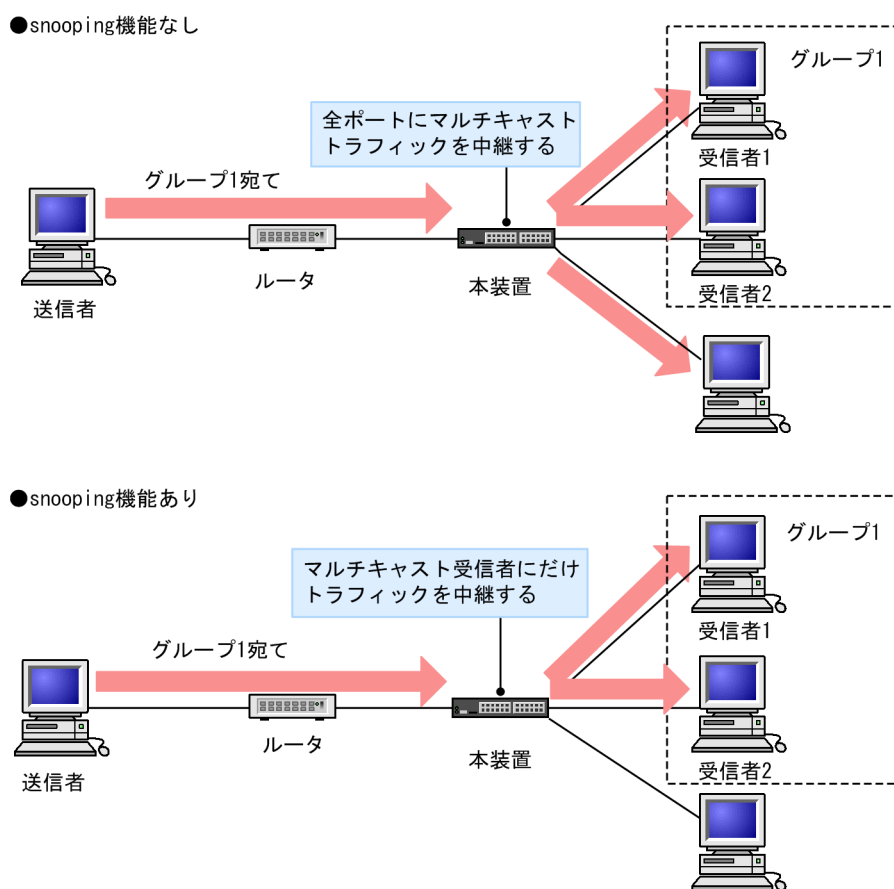 ●snooping機能なし
グループ1
全ポートにマルチキャスト
トラフィックを中継する
受信者1
グループ1宛て
ルータ
本装置
受信者2
送信者
●snooping機能あり
グループ1
マルチキャスト受信者にだけ
トラフィックを中継する
受信者1
グループ1宛て
ルータ
本装置
受信者2
送信者